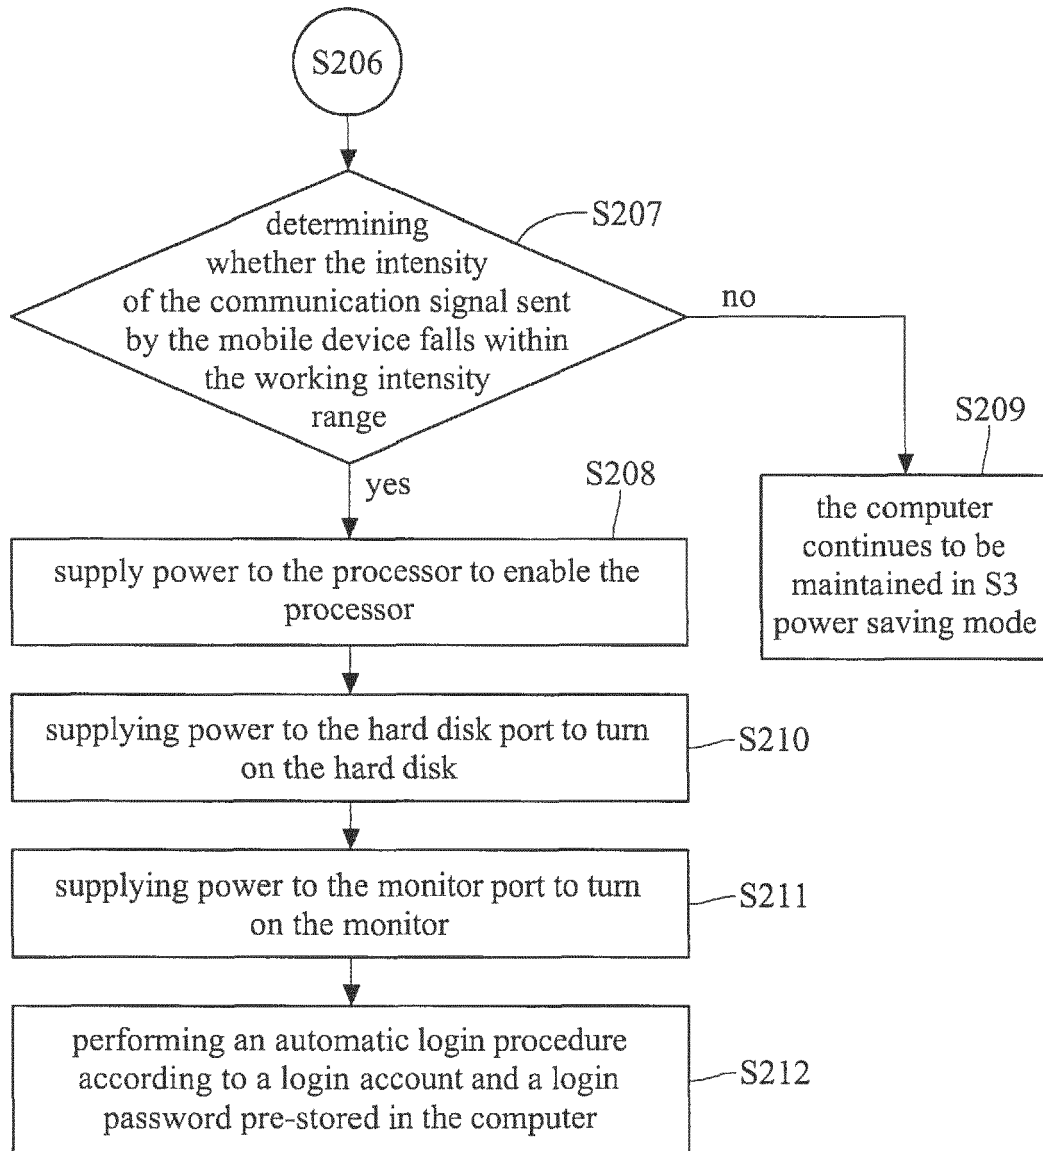 S206
S207
determining
whether the intensity
of the communication signal sent
by the mobile device falls within
the working intensity
range
no
yes
S209
the computer
continues to be
maintained in S3
power saving mode
S208
supply power to the processor to enable the
processor
supplying power to the hard disk port to turn
on the hard disk
S210
supplying power to the monitor port to turn
on the monitor
S211
performing an automatic login procedure
according to a login account and a login
password pre-stored in the computer
S212